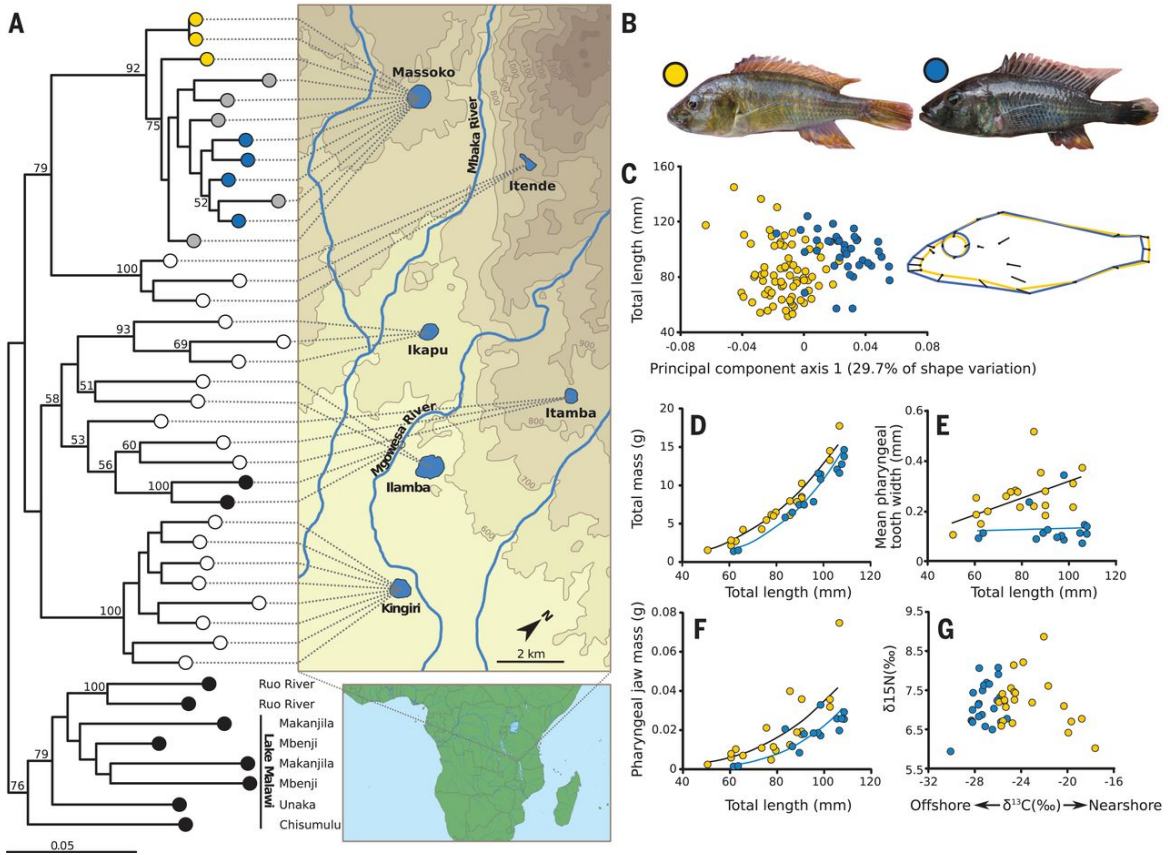 A
92
75
79
52
100
93
69
51
58
53
60
56
100
100
100
Ruo River
Ruo River
Makanjila
Mbenji
Makanjila
Mbenji
Unaka
Chisumulu
Lake Malawi
79
76
0.05
Massoko
Mbaka River
Itende
Ikapu
Itamba
Mgowesa River
Ilamba
Kingiri
800
900
800
700
600
N
2 km
B
C
Total length (mm)
160
120
80
40
-0.08
-0.04
0
0.04
0.08
Principal component axis 1 (29.7% of shape variation)
D
Total mass (g)
20
15
10
5
0
40
60
80
100
120
Total length (mm)
E
Mean pharyngeal
tooth width (mm)
0.6
0.4
0.2
0
40
60
80
100
120
Total length (mm)
F
Pharyngeal jaw mass (g)
0.08
0.06
0.04
0.02
0
40
60
80
100
120
Total length (mm)
G
δ15N(‰)
9.5
8.5
7.5
6.5
5.5
-32
-28
-24
-20
-16
Offshore
δ¹³C(‰)
Nearshore